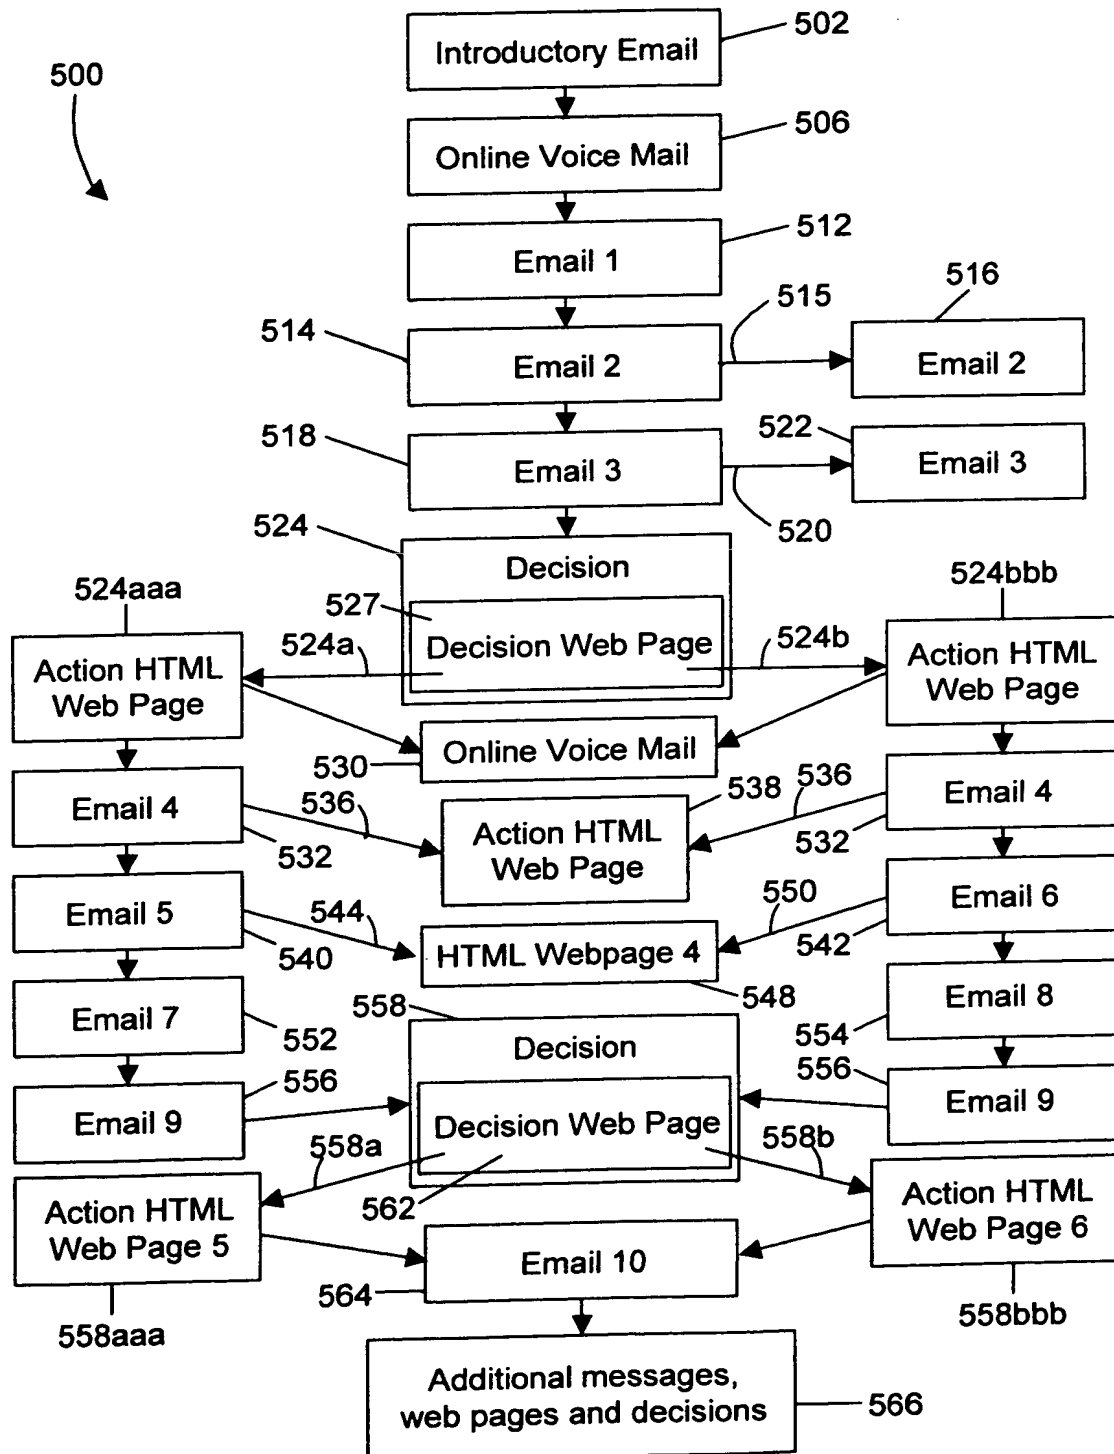 502
Introductory Email
500
506
Online Voice Mail
512
Email 1
515
516
514
Email 2
Email 2
518
522
Email 3
Email 3
520
524
Decision
524aaa
524bbb
527
Decision Web Page
524a
524b
Action HTML
Web Page
Action HTML
Web Page
Online Voice Mail
530
538
536
536
Email 4
Email 4
Action HTML
Web Page
532
532
550
Email 5
544
Email 6
HTML Webpage 4
540
542
548
558
Email 7
Email 8
552
554
Decision
556
556
Email 9
Email 9
Decision Web Page
558a
558b
562
Action HTML
Web Page 5
Action HTML
Web Page 6
Email 10
564
558aaa
558bbb
Additional messages,
web pages and decisions
566